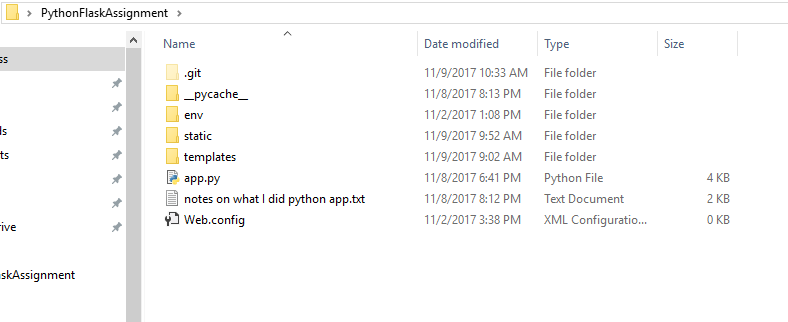 PythonFlaskAssignment
Name Date modified Type Size
.git 11/9/2017 10:33 AM File folder
__pycache__ 11/8/2017 8:13 PM File folder
env 11/2/2017 1:08 PM File folder
static 11/9/2017 9:52 AM File folder
templates 11/9/2017 9:02 AM File folder
app.py 11/8/2017 6:41 PM Python File 4 KB
notes on what I did python app.txt 11/8/2017 8:12 PM Text Document 2 KB
Web.config 11/2/2017 3:38 PM XML Configuratio... 0 KB
ss
ls
ts
rive
skAssignment